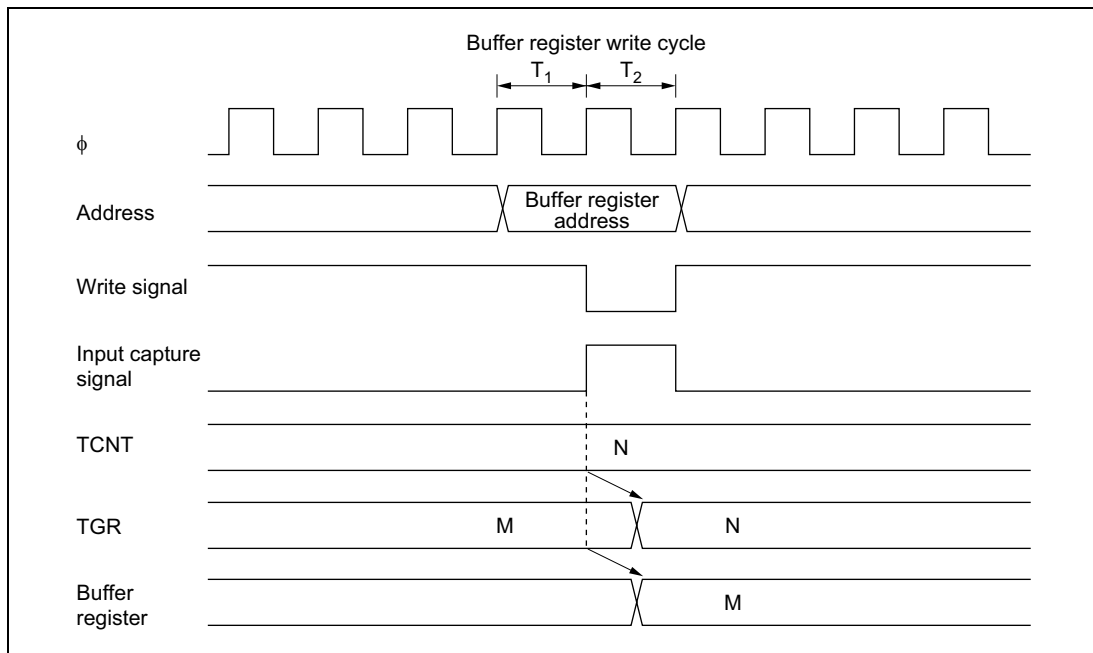 Buffer register write cycle
T1
T2
ϕ
Address
Buffer register
address
Write signal
Input capture
signal
TCNT
N
TGR
M
N
Buffer
register
M